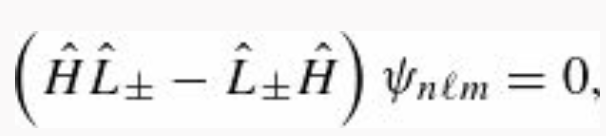 (ĤL̂± − L̂±Ĥ) ψnℓm = 0,